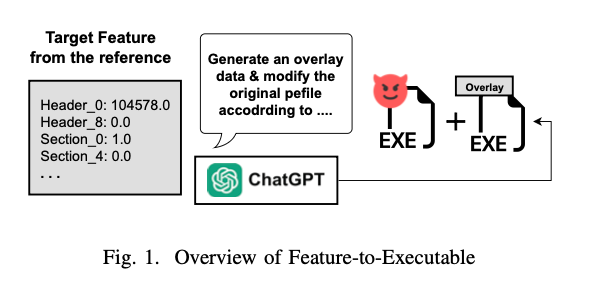 Target Feature
from the reference
Header_0: 104578.0
Header_8: 0.0
Section_0: 1.0
Section_4: 0.0
. . .
Generate an overlay
data & modify the
original pefile
accodrding to ....
ChatGPT
EXE
+
Overlay
EXE
Fig. 1. Overview of Feature-to-Executable